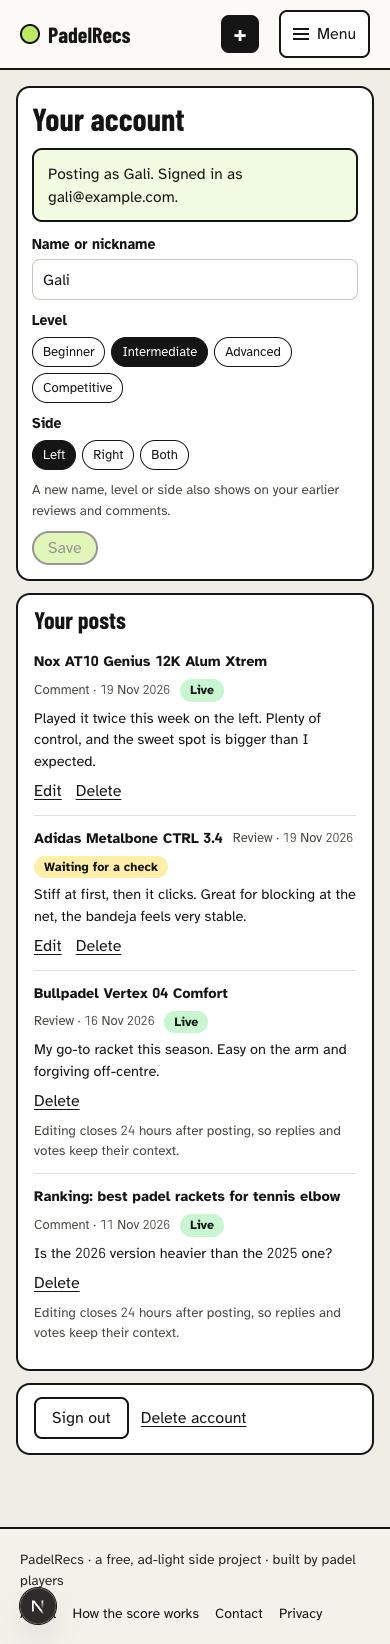 PadelRecs
+
Menu
Your account
Posting as Gali. Signed in as
gali@example.com.
Name or nickname
Gali
Level
Beginner Intermediate Advanced
Competitive
Side
Left Right Both
A new name, level or side also shows on your earlier
reviews and comments.
Save
Your posts
Nox AT10 Genius 12K Alum Xtrem
Comment · 19 Nov 2026 Live
Played it twice this week on the left. Plenty of
control, and the sweet spot is bigger than I
expected.
Edit Delete
Adidas Metalbone CTRL 3.4 Review · 19 Nov 2026
Waiting for a check
Stiff at first, then it clicks. Great for blocking at the
net, the bandeja feels very stable.
Edit Delete
Bullpadel Vertex 04 Comfort
Review · 16 Nov 2026 Live
My go-to racket this season. Easy on the arm and
forgiving off-centre.
Delete
Editing closes 24 hours after posting, so replies and
votes keep their context.
Ranking: best padel rackets for tennis elbow
Comment · 11 Nov 2026 Live
Is the 2026 version heavier than the 2025 one?
Delete
Editing closes 24 hours after posting, so replies and
votes keep their context.
Sign out Delete account
PadelRecs · a free, ad-light side project · built by padel
players
N
How the score works Contact Privacy